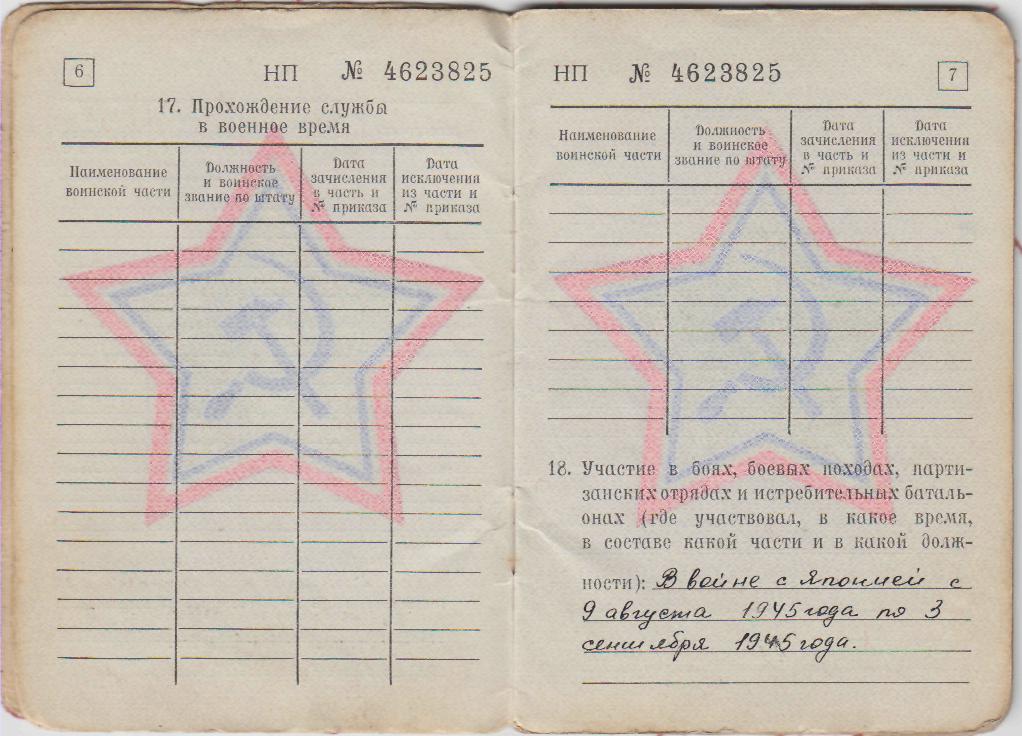 6
НП № 4623825
17. Прохождение службы
в военное время
Наименование
воинской части
Должность
и воинское
звание по штату
Дата
зачисления
в часть и
№ приказа
Дата
исключения
из части и
№ приказа
НП № 4623825
7
Наименование
воинской части
Должность
и воинское
звание по штату
Дата
зачисления
в часть и
№ приказа
Дата
исключения
из части и
№ приказа
18. Участие в боях, боевых походах, парти-
занских отрядах и истребительных баталь-
онах (где участвовал, в какое время,
в составе какой части и в какой долж-
ности): В войне с Японией с
9 августа 1945 года по 3
сентября 1945 года.